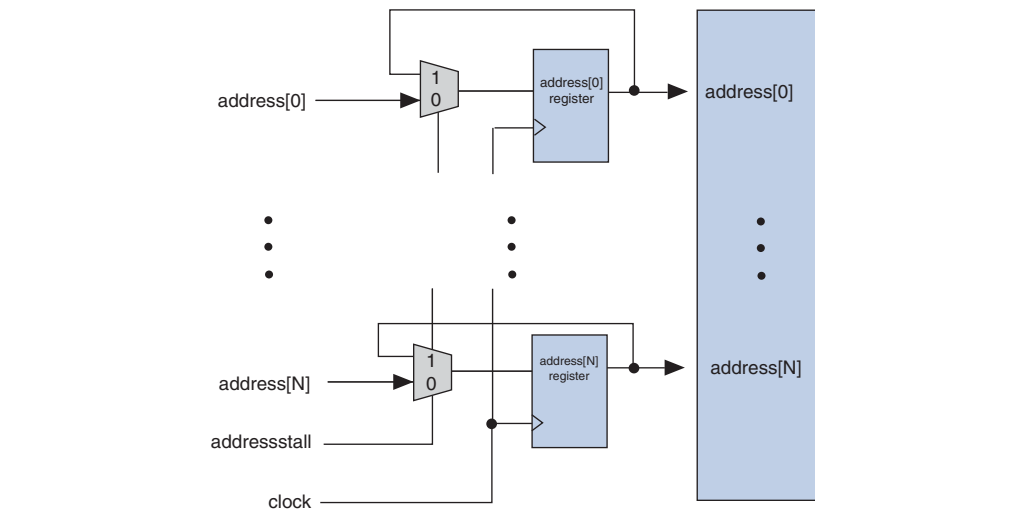 address[0]
1
0
address[0]
register
address[0]
address[N]
1
0
address[N]
register
address[N]
addressstall
clock